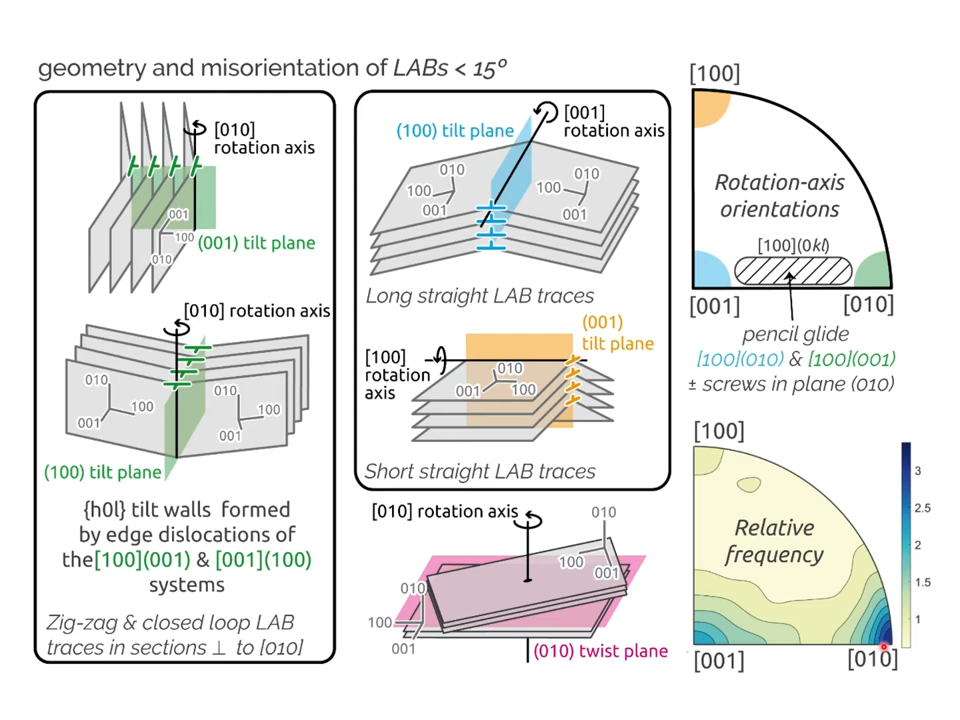 geometry and misorientation of LABs < 15º
[010]
rotation axis
001
100
010
(001) tilt plane
[010] rotation axis
010
100
001
010
100
001
(100) tilt plane
{h0l} tilt walls formed
by edge dislocations of
the[100](001) & [001](100)
systems
Zig-zag & closed loop LAB
traces in sections ⊥ to [010]
(100) tilt plane
[001]
rotation axis
010
100
001
010
100
001
Long straight LAB traces
(001)
tilt plane
[100]
rotation
axis
010
001
100
Short straight LAB traces
[010] rotation axis
010
100
001
010
100
001
(010) twist plane
[100]
Rotation-axis
orientations
[100](0kl)
[001]
[010]
pencil glide
[100](010) & [100](001)
± screws in plane (010)
[100]
Relative
frequency
[001]
[010]
3
2.5
2
1.5
1